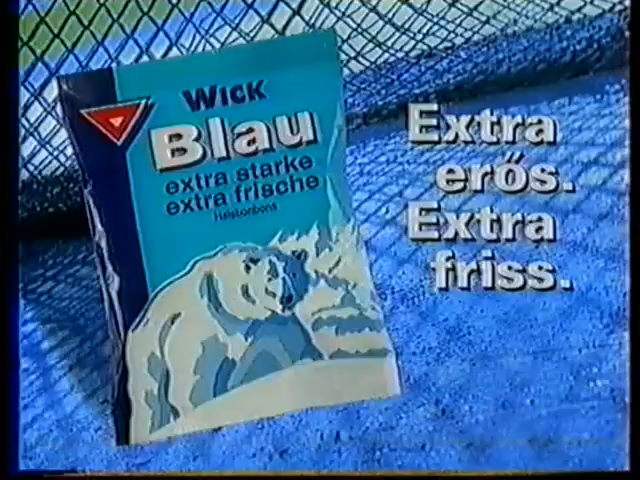 Wick
Blau
extra starke
extra frische
Halsbonbons
Extra
erős.
Extra
friss.